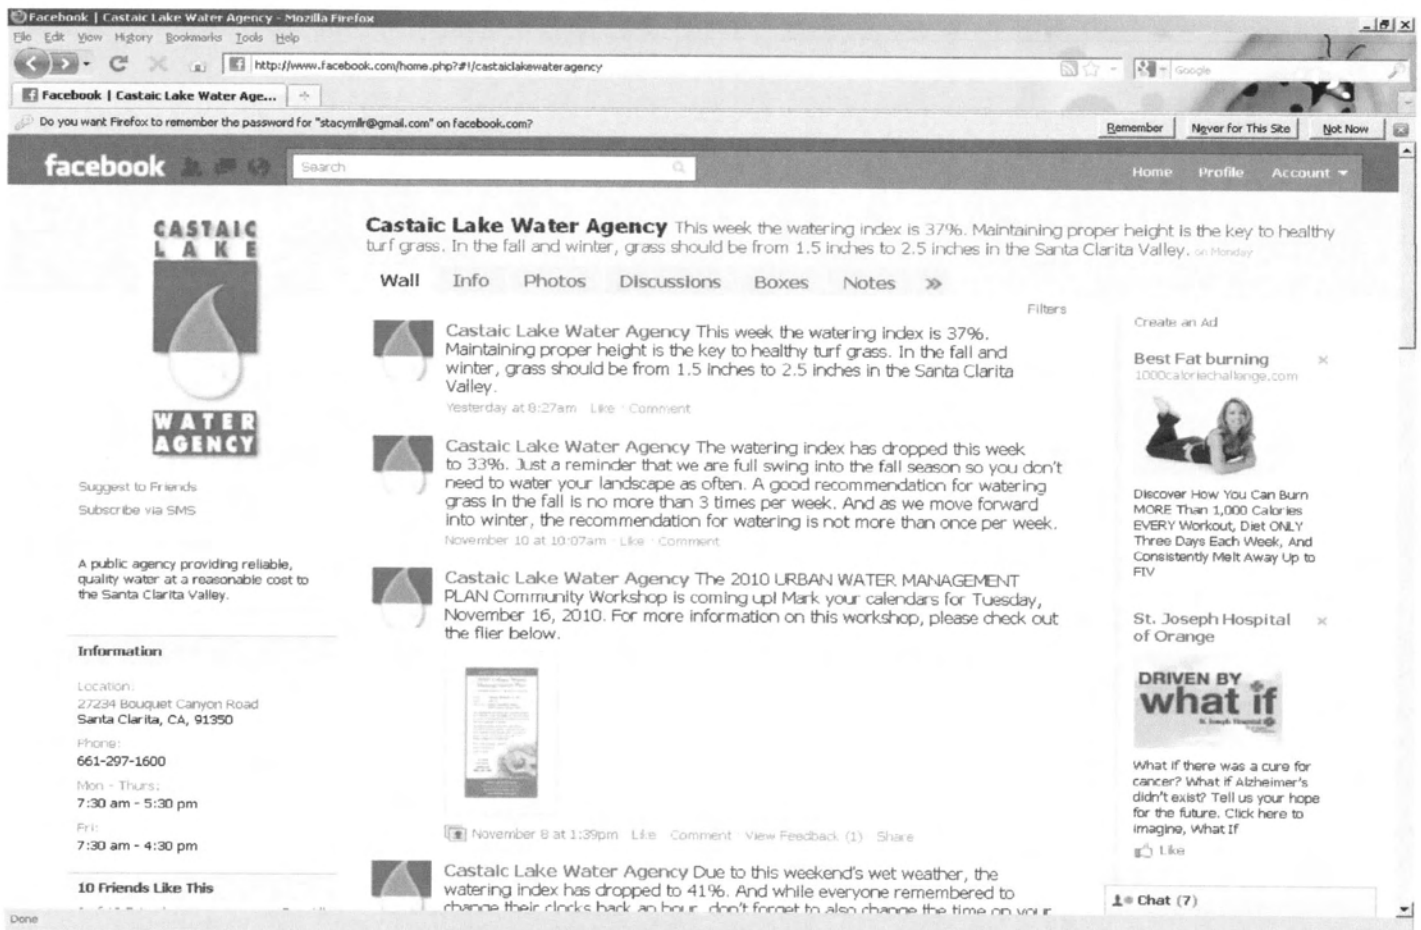 Facebook | Castaic Lake Water Agency - Mozilla Firefox
File Edit View History Bookmarks Tools Help
http://www.facebook.com/home.php?#!/castaiclakewateragency
Google
Facebook | Castaic Lake Water Age...
Do you want Firefox to remember the password for "stacymllr@gmail.com" on facebook.com?
Remember
Never for This Site
Not Now
facebook
Search
Home Profile Account
CASTAIC
LAKE
WATER
AGENCY
Suggest to Friends
Subscribe via SMS
A public agency providing reliable,
quality water at a reasonable cost to
the Santa Clarita Valley.
Information
Location:
27234 Bouquet Canyon Road
Santa Clarita, CA, 91350
Phone:
661-297-1600
Mon - Thurs:
7:30 am - 5:30 pm
Fri:
7:30 am - 4:30 pm
10 Friends Like This
Castaic Lake Water Agency This week the watering index is 37%. Maintaining proper height is the key to healthy
turf grass. In the fall and winter, grass should be from 1.5 inches to 2.5 inches in the Santa Clarita Valley. on Monday
Wall Info Photos Discussions Boxes Notes »
Filters
Castaic Lake Water Agency This week the watering index is 37%.
Maintaining proper height is the key to healthy turf grass. In the fall and
winter, grass should be from 1.5 inches to 2.5 inches in the Santa Clarita
Valley.
Yesterday at 8:27am · Like · Comment
Castaic Lake Water Agency The watering index has dropped this week
to 33%. Just a reminder that we are full swing into the fall season so you don't
need to water your landscape as often. A good recommendation for watering
grass in the fall is no more than 3 times per week. And as we move forward
into winter, the recommendation for watering is not more than once per week.
November 10 at 10:07am · Like · Comment
Castaic Lake Water Agency The 2010 URBAN WATER MANAGEMENT
PLAN Community Workshop is coming up! Mark your calendars for Tuesday,
November 16, 2010. For more information on this workshop, please check out
the flier below.
November 8 at 1:39pm · Like · Comment · View Feedback (1) · Share
Castaic Lake Water Agency Due to this weekend's wet weather, the
watering index has dropped to 41%. And while everyone remembered to
change their clocks back an hour, don't forget to also change the time on your
Create an Ad
Best Fat burning
1000caloriechallenge.com
Discover How You Can Burn
MORE Than 1,000 Calories
EVERY Workout, Diet ONLY
Three Days Each Week, And
Consistently Melt Away Up to
FIV
St. Joseph Hospital
of Orange
DRIVEN BY
what if
St. Joseph Hospital
What if there was a cure for
cancer? What if Alzheimer's
didn't exist? Tell us your hope
for the future. Click here to
imagine, What If
Like
Chat (7)
Done